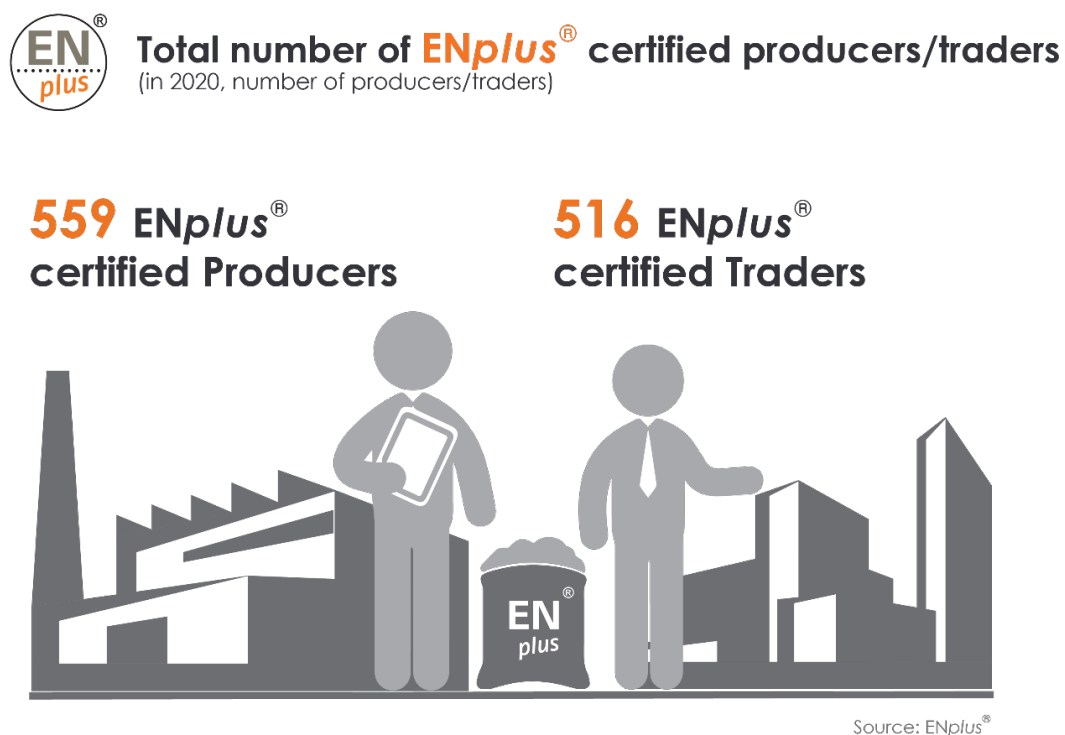 EN®
plus
Total number of ENplus® certified producers/traders
(in 2020, number of producers/traders)
559 ENplus®
certified Producers
516 ENplus®
certified Traders
EN®
plus
Source: ENplus®